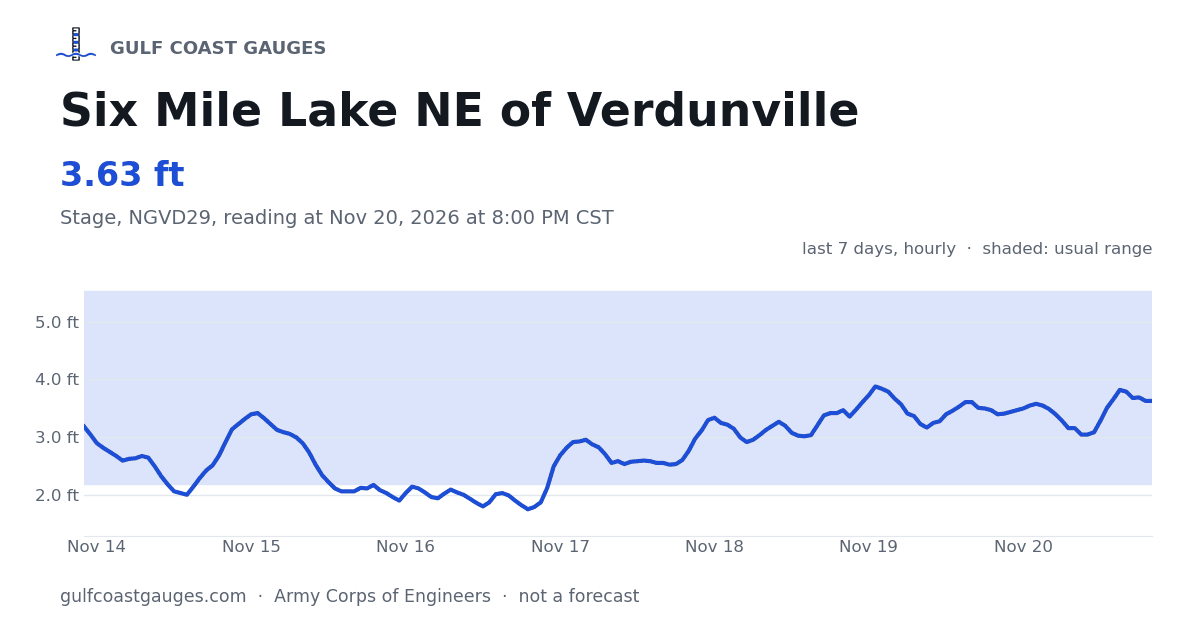 GULF COAST GAUGES
Six Mile Lake NE of Verdunville
3.63 ft
Stage, NGVD29, reading at Nov 20, 2026 at 8:00 PM CST
last 7 days, hourly · shaded: usual range
5.0 ft
4.0 ft
3.0 ft
2.0 ft
Nov 14 Nov 15 Nov 16 Nov 17 Nov 18 Nov 19 Nov 20
gulfcoastgauges.com · Army Corps of Engineers · not a forecast